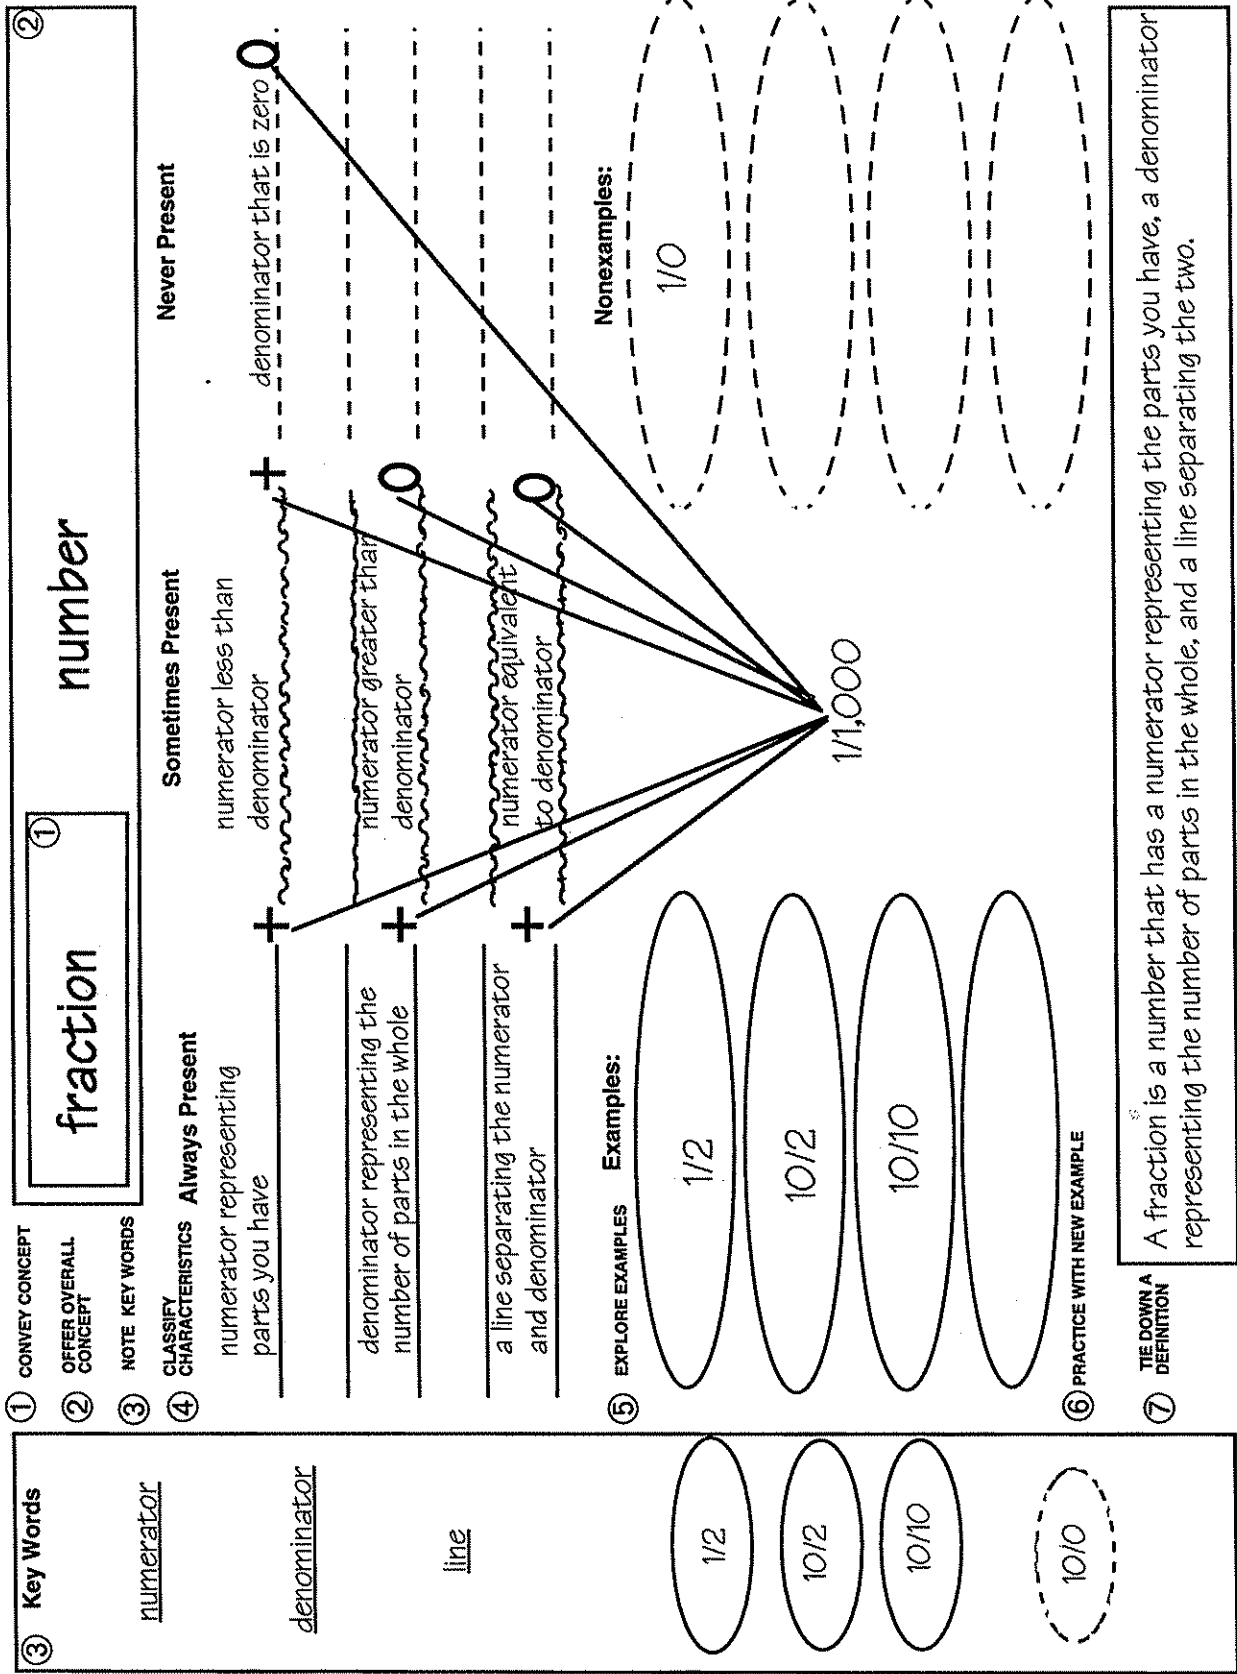 ③ Key Words
numerator
denominator
line
1/2
10/2
10/10
10/0
① CONVEY CONCEPT
② OFFER OVERALL
CONCEPT
③ NOTE KEY WORDS
④ CLASSIFY
CHARACTERISTICS
fraction
①
number
②
Always Present
numerator representing
parts you have
+
denominator representing the
number of parts in the whole
+
a line separating the numerator
and denominator
+
Sometimes Present
numerator less than
denominator
+
numerator greater than
denominator
O
numerator equivalent
to denominator
O
Never Present
denominator that is zero
O
⑤ EXPLORE EXAMPLES
Examples:
1/2
10/2
10/10
1/1,000
Nonexamples:
1/0
⑥ PRACTICE WITH NEW EXAMPLE
⑦ TIE DOWN A
DEFINITION
A fraction is a number that has a numerator representing the parts you have, a denominator
representing the number of parts in the whole, and a line separating the two.